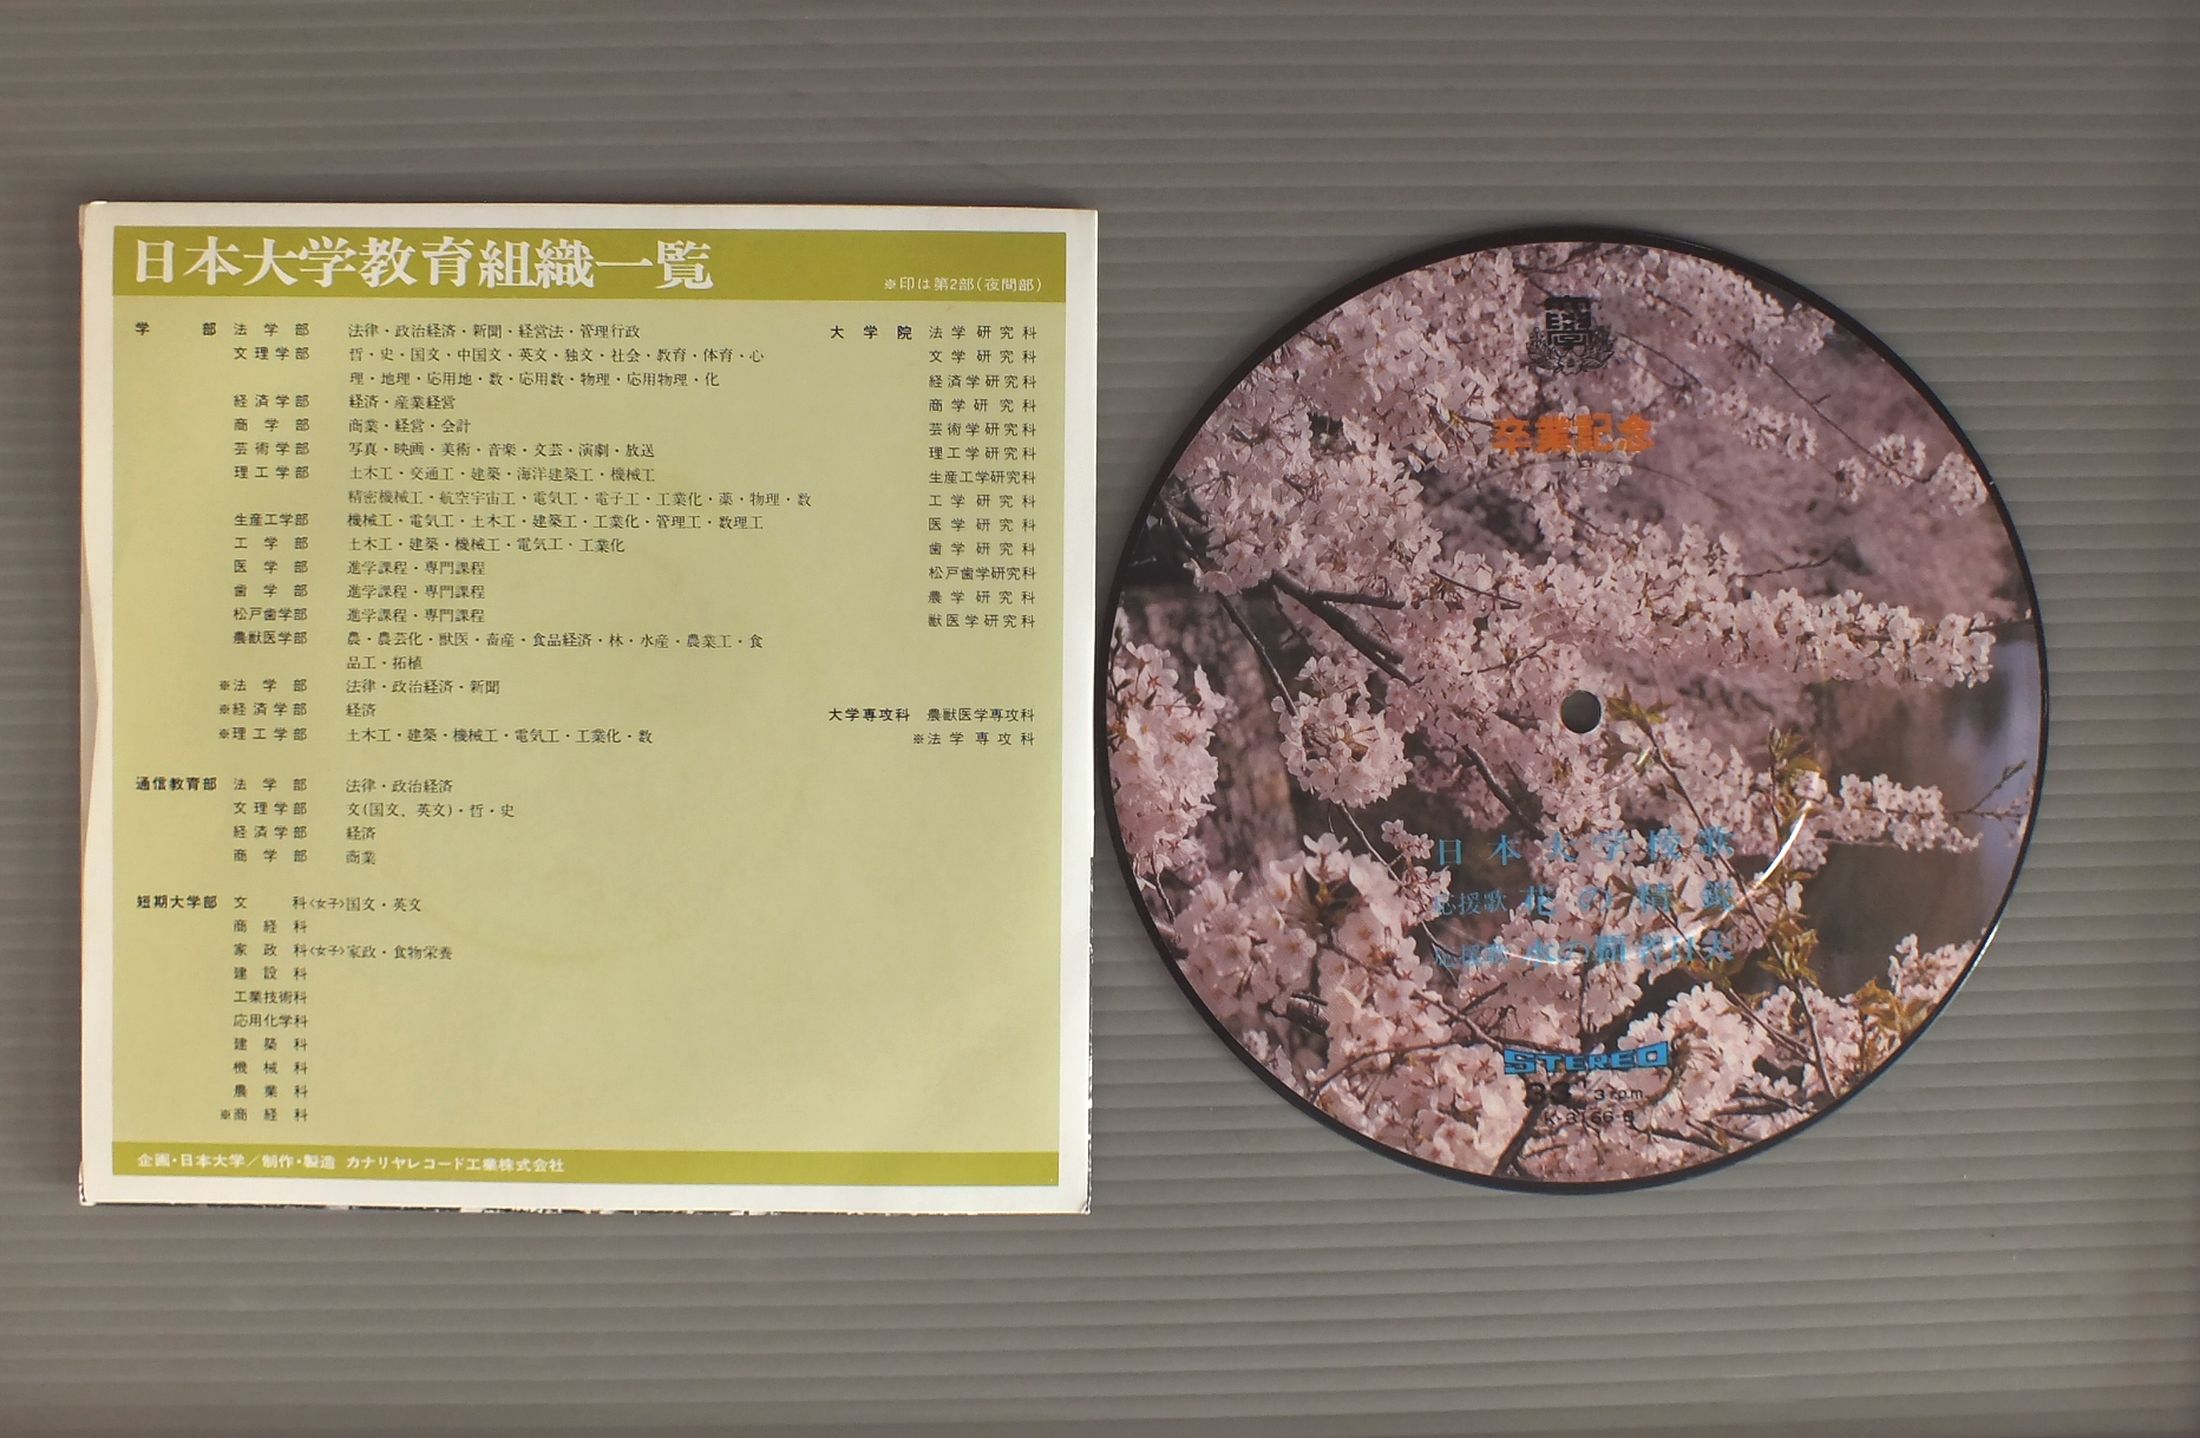 日本大学教育組織一覧
※印は第2部(夜間部)
学部 法学部 法律・政治経済・新聞・経営法・管理行政
文理学部 哲・史・国文・中国文・英文・独文・社会・教育・体育・心
理・地理・応用地・数・応用数・物理・応用物理・化
経済学部 経済・産業経営
商学部 商業・経営・会計
芸術学部 写真・映画・美術・音楽・文芸・演劇・放送
理工学部 土木工・交通工・建築・海洋建築工・機械工
精密機械工・航空宇宙工・電気工・電子工・工業化・薬・物理・数
生産工学部 機械工・電気工・土木工・建築工・工業化・管理工・数理工
工学部 土木工・建築・機械工・電気工・工業化
医学部 進学課程・専門課程
歯学部 進学課程・専門課程
松戸歯学部 進学課程・専門課程
農獣医学部 農・農芸化・獣医・畜産・食品経済・林・水産・農業工・食
品工・拓植
※法学部 法律・政治経済・新聞
※経済学部 経済
※理工学部 土木工・建築・機械工・電気工・工業化・数
通信教育部 法学部 法律・政治経済
文理学部 文(国文、英文)・哲・史
経済学部 経済
商学部 商業
短期大学部 文科〈女子〉国文・英文
商経科
家政科〈女子〉家政・食物栄養
建設科
工業技術科
応用化学科
建築科
機械科
農業科
※商経科
大学院 法学研究科
文学研究科
経済学研究科
商学研究科
芸術学研究科
理工学研究科
生産工学研究科
工学研究科
医学研究科
歯学研究科
松戸歯学研究科
農学研究科
獣医学研究科
大学専攻科 農獣医学専攻科
※法学専攻科
企画・日本大学／制作・製造 カナリヤレコード工業株式会社
卒業記念
日本大学校歌
応援歌 花の精鋭
応援歌 水の覇者日大
STEREO
33 3rpm
K-3166-B